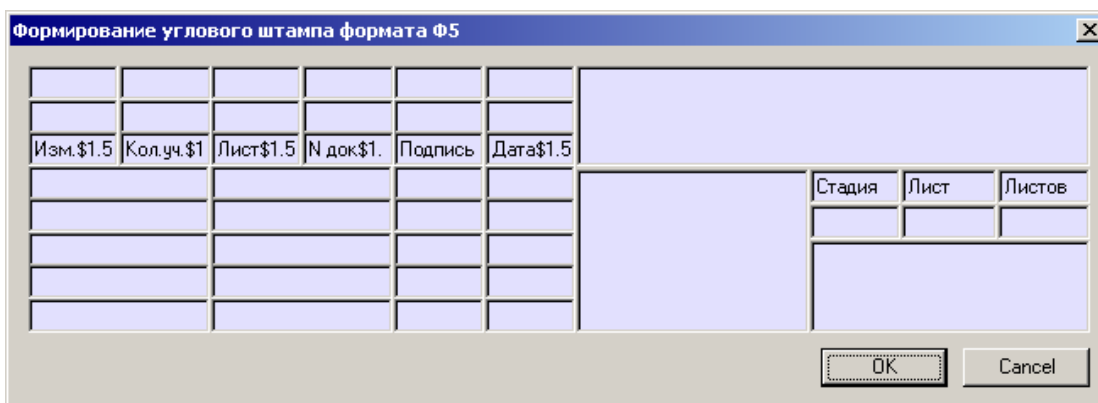 Формирование углового штампа формата Ф5
Изм.$1.5 Кол.уч.$1 Лист$1.5 N док$1. Подпись Дата$1.5
Стадия Лист Листов
OK Cancel